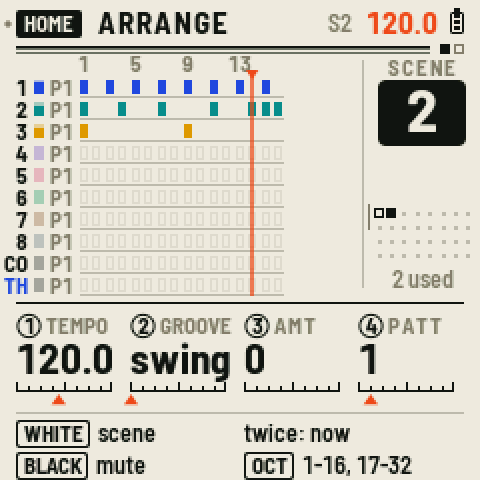 HOME ARRANGE S2 120.0
1 5 9 13 SCENE
1 P1
2 P1
2
3 P1
4 P1
5 P1
6 P1
7 P1
8 P1
CO P1
TH P1
2 used
1 TEMPO 2 GROOVE 3 AMT 4 PATT
120.0 swing 0 1
WHITE scene twice: now
BLACK mute OCT 1-16, 17-32